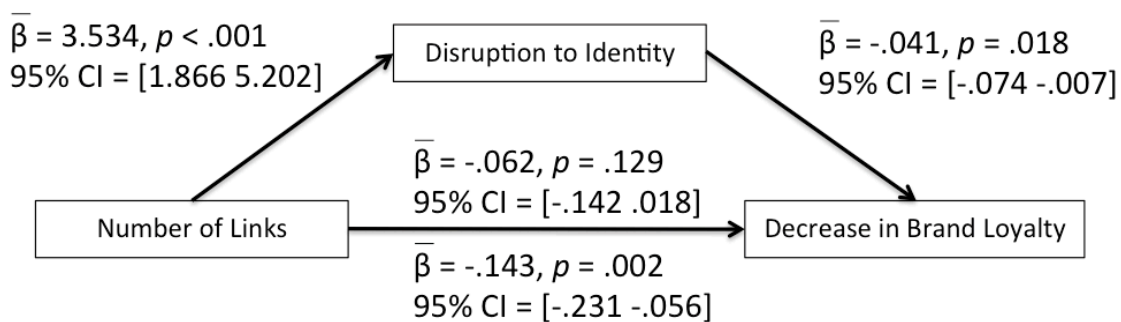 β̅ = 3.534, p < .001
95% CI = [1.866 5.202]
Disruption to Identity
β̅ = -.041, p = .018
95% CI = [-.074 -.007]
β̅ = -.062, p = .129
95% CI = [-.142 .018]
Number of Links
Decrease in Brand Loyalty
β̅ = -.143, p = .002
95% CI = [-.231 -.056]